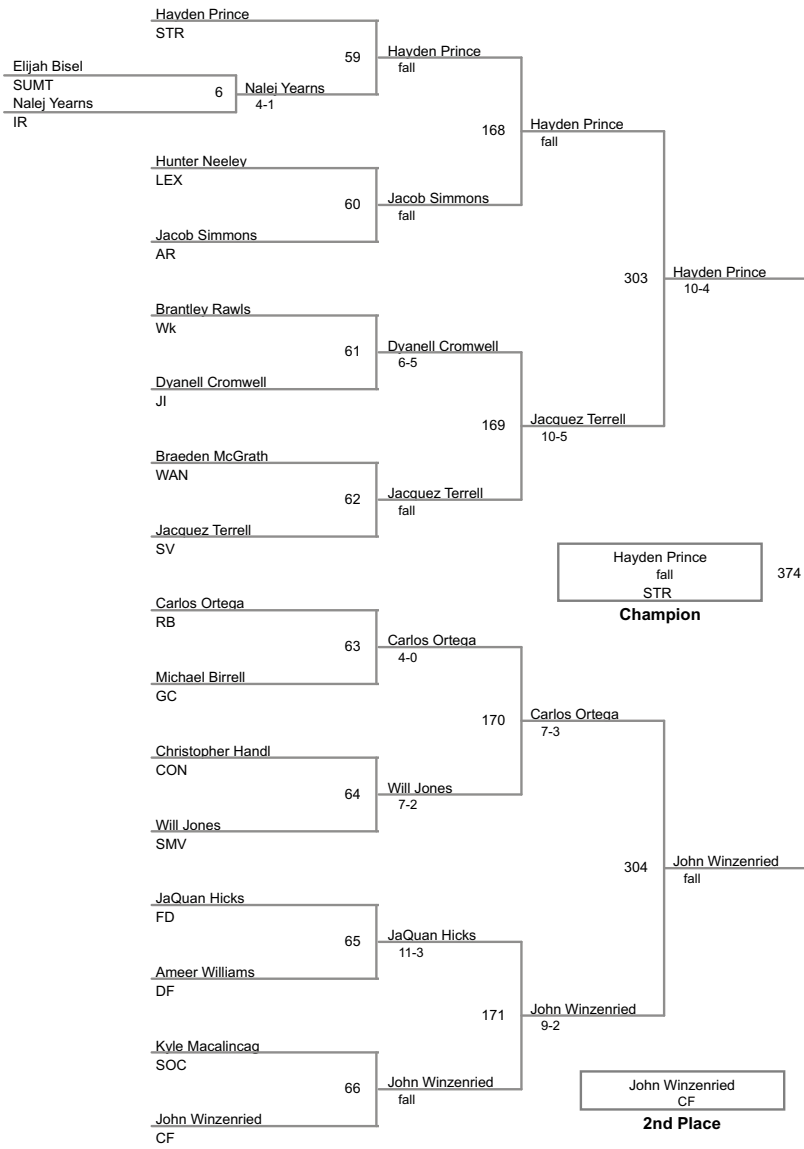 Hayden Prince
STR
59
Hayden Prince
fall
Elijah Bisel
SUMT
6
Nalej Yearns
4-1
Nalej Yearns
IR
168
Hayden Prince
fall
Hunter Neeley
LEX
60
Jacob Simmons
fall
Jacob Simmons
AR
303
Hayden Prince
10-4
Brantley Rawls
Wk
61
Dyanell Cromwell
6-5
Dyanell Cromwell
JI
169
Jacquez Terrell
10-5
Braeden McGrath
WAN
62
Jacquez Terrell
fall
Jacquez Terrell
SV
Hayden Prince
fall
STR
374
Champion
Carlos Ortega
RB
63
Carlos Ortega
4-0
Michael Birrell
GC
170
Carlos Ortega
7-3
Christopher Handl
CON
64
Will Jones
7-2
Will Jones
SMV
304
John Winzenried
fall
JaQuan Hicks
FD
65
JaQuan Hicks
11-3
Ameer Williams
DF
171
John Winzenried
9-2
Kyle Macalincag
SOC
66
John Winzenried
fall
John Winzenried
CF
John Winzenried
CF
2nd Place